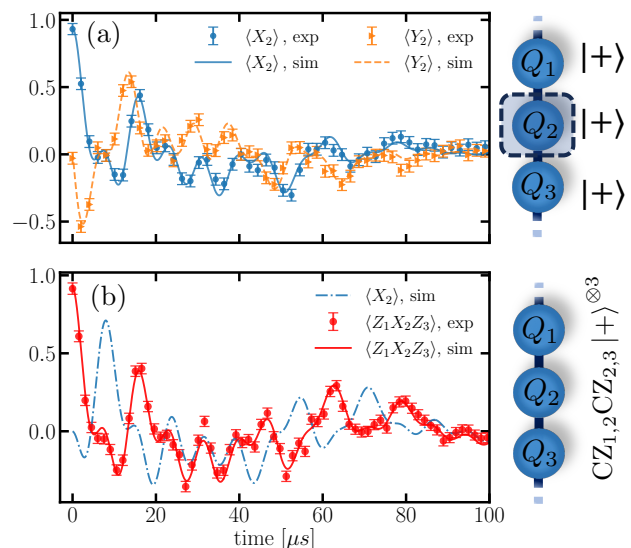 (a)
⟨X₂⟩, exp
⟨X₂⟩, sim
⟨Y₂⟩, exp
⟨Y₂⟩, sim
1.0
0.5
0.0
−0.5
Q₁ |+⟩
Q₂ |+⟩
Q₃ |+⟩
(b)
⟨X₂⟩, sim
⟨Z₁X₂Z₃⟩, exp
⟨Z₁X₂Z₃⟩, sim
1.0
0.5
0.0
0 20 40 60 80 100
time [μs]
Q₁
Q₂
Q₃
CZ₁,₂CZ₂,₃ |+⟩^⊗3